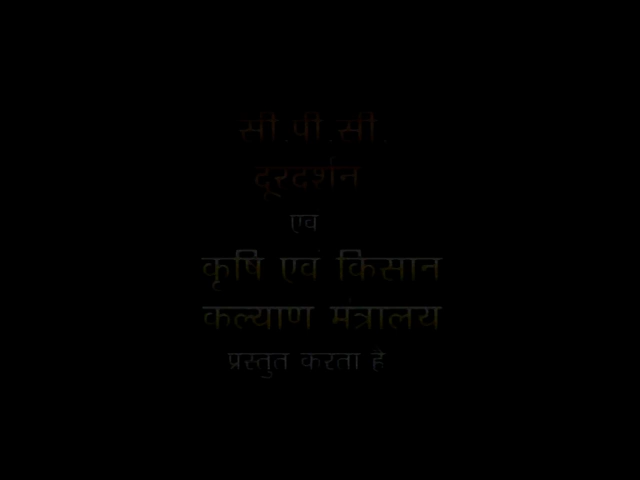 सी.पी.सी.
दूरदर्शन
एवं
कृषि एवं किसान
कल्याण मंत्रालय
प्रस्तुत करता है